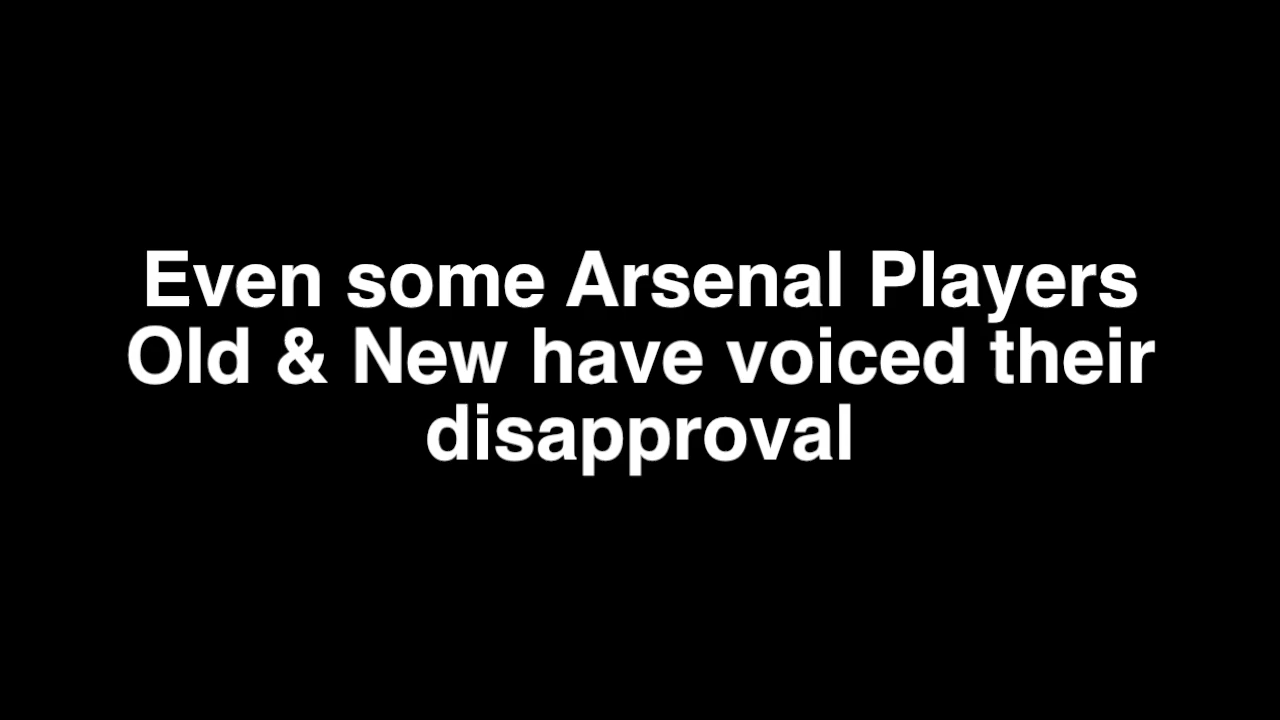 Even some Arsenal Players
Old & New have voiced their
disapproval